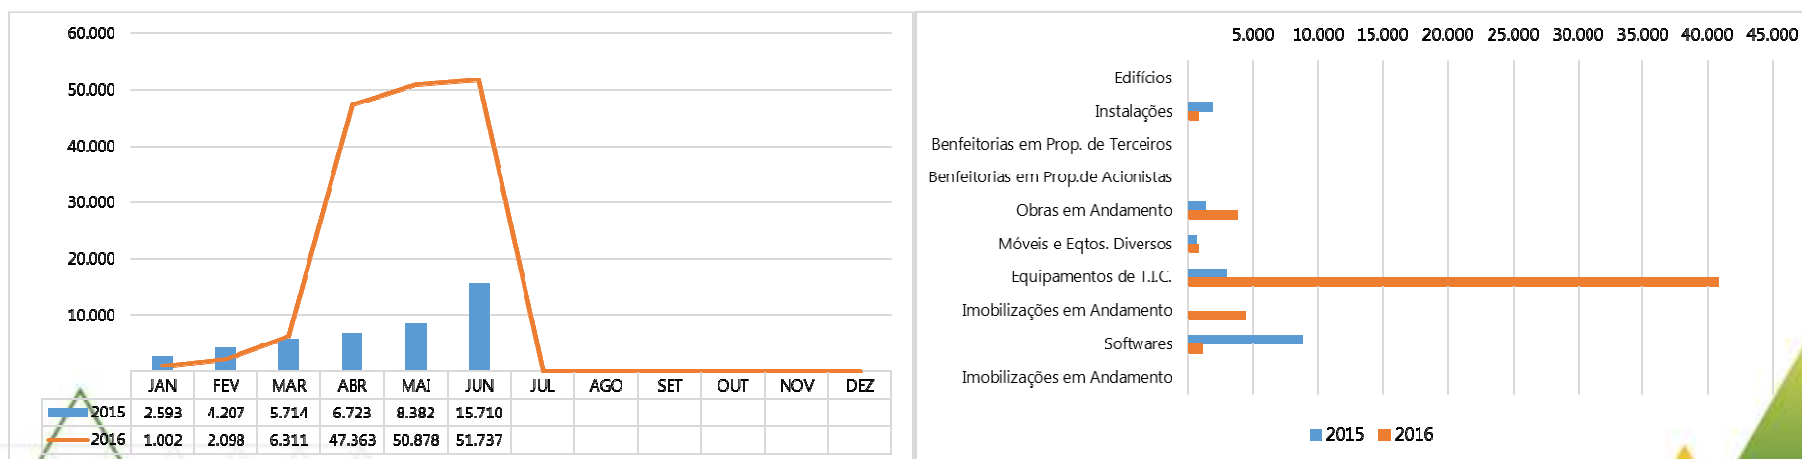 60.000
50.000
40.000
30.000
20.000
10.000
JAN FEV MAR ABR MAI JUN JUL AGO SET OUT NOV DEZ
2015 2.593 4.207 5.714 6.723 8.382 15.710
2016 1.002 2.098 6.311 47.363 50.878 51.737
5.000 10.000 15.000 20.000 25.000 30.000 35.000 40.000 45.000
Edifícios
Instalações
Benfeitorias em Prop. de Terceiros
Benfeitorias em Prop.de Acionistas
Obras em Andamento
Móveis e Eqtos. Diversos
Equipamentos de T.I.C.
Imobilizações em Andamento
Softwares
Imobilizações em Andamento
2015 2016